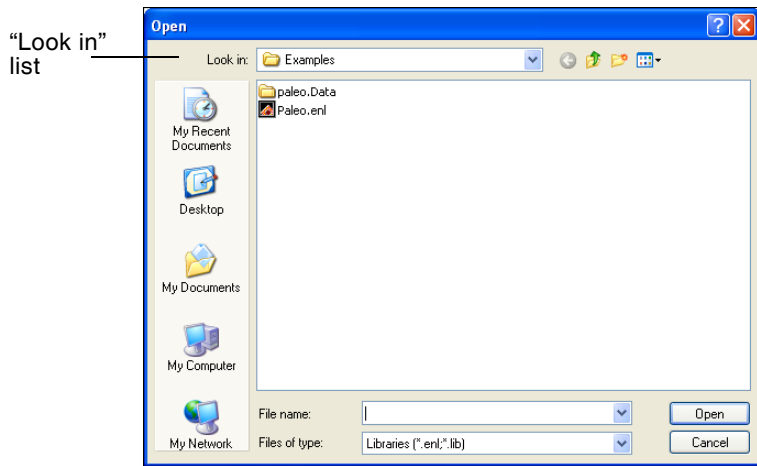 Open
“Look in”
list
Look in:
Examples
paleo.Data
Paleo.enl
My Recent
Documents
Desktop
My Documents
My Computer
My Network
File name:
Open
Files of type:
Libraries (*.enl;*.lib)
Cancel